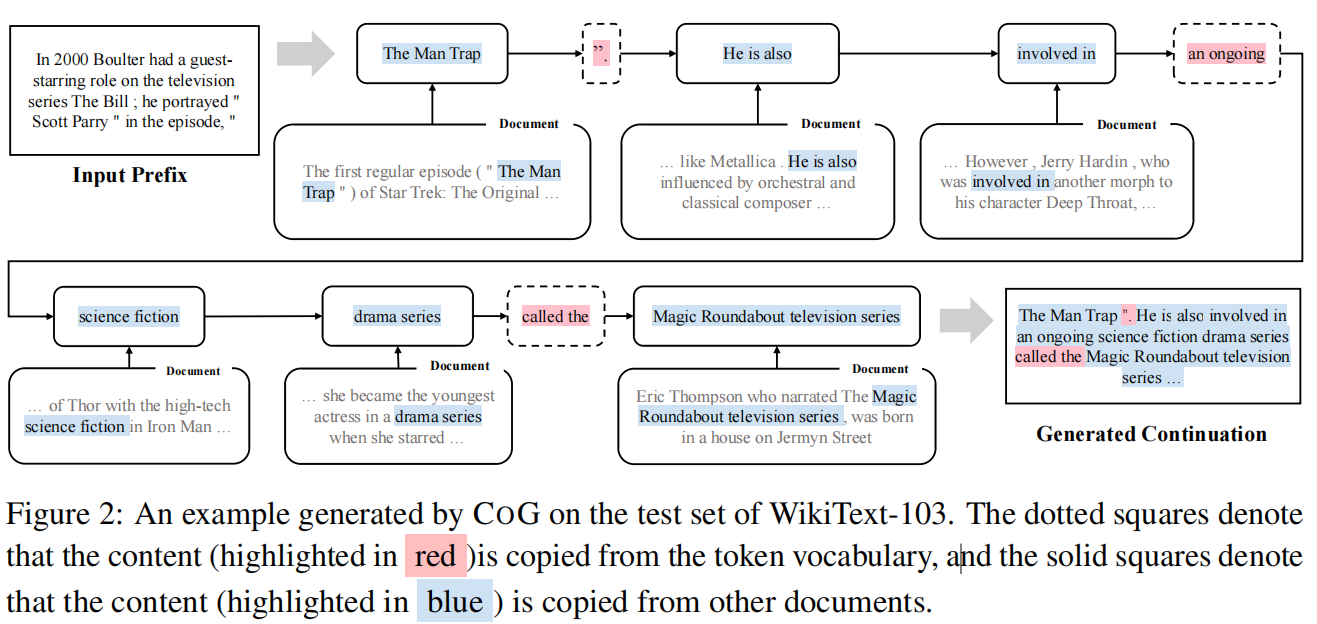 In 2000 Boulter had a guest-
starring role on the television
series The Bill ; he portrayed "
Scott Parry " in the episode, "
Input Prefix
The Man Trap
”.
He is also
involved in
an ongoing
Document
The first regular episode ( " The Man
Trap " ) of Star Trek: The Original ...
Document
... like Metallica . He is also
influenced by orchestral and
classical composer ...
Document
... However , Jerry Hardin , who
was involved in another morph to
his character Deep Throat, ...
science fiction
drama series
called the
Magic Roundabout television series
Document
... of Thor with the high-tech
science fiction in Iron Man ...
Document
... she became the youngest
actress in a drama series
when she starred ...
Document
Eric Thompson who narrated The Magic
Roundabout television series , was born
in a house on Jermyn Street
The Man Trap ". He is also involved in
an ongoing science fiction drama series
called the Magic Roundabout television
series ...
Generated Continuation
Figure 2: An example generated by COG on the test set of WikiText-103. The dotted squares denote
that the content (highlighted in red )is copied from the token vocabulary, and the solid squares denote
that the content (highlighted in blue ) is copied from other documents.